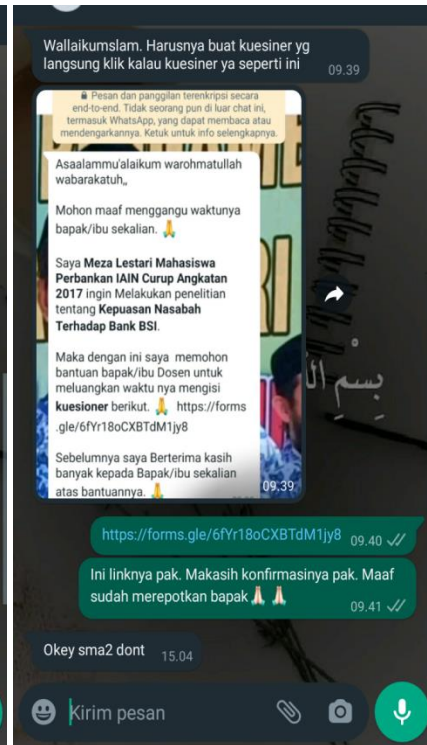 Wallaikumslam. Harusnya buat kuesiner yg
langsung klik kalau kuesiner ya seperti ini 09.39
Pesan dan panggilan terenkripsi secara
end-to-end. Tidak seorang pun di luar chat ini,
termasuk WhatsApp, yang dapat membaca atau
mendengarkannya. Ketuk untuk info selengkapnya.
Asaalammu'alaikum warohmatullah
wabarakatuh,,
Mohon maaf menggangu waktunya
bapak/ibu sekalian. 🙏
Saya Meza Lestari Mahasiswa
Perbankan IAIN Curup Angkatan
2017 ingin Melakukan penelitian
tentang Kepuasan Nasabah
Terhadap Bank BSI.
Maka dengan ini saya memohon
bantuan bapak/ibu Dosen untuk
meluangkan waktu nya mengisi
kuesioner berikut. 🙏 https://forms
.gle/6fYr18oCXBTdM1jy8
Sebelumnya saya Berterima kasih
banyak kepada Bapak/ibu sekalian
atas bantuannya. 🙏
09.39
بِسْمِ
https://forms.gle/6fYr18oCXBTdM1jy8 09.40
Ini linknya pak. Makasih konfirmasinya pak. Maaf
sudah merepotkan bapak 🙏🏻 🙏🏻
09.41
Okey sma2 dont 15.04
Kirim pesan